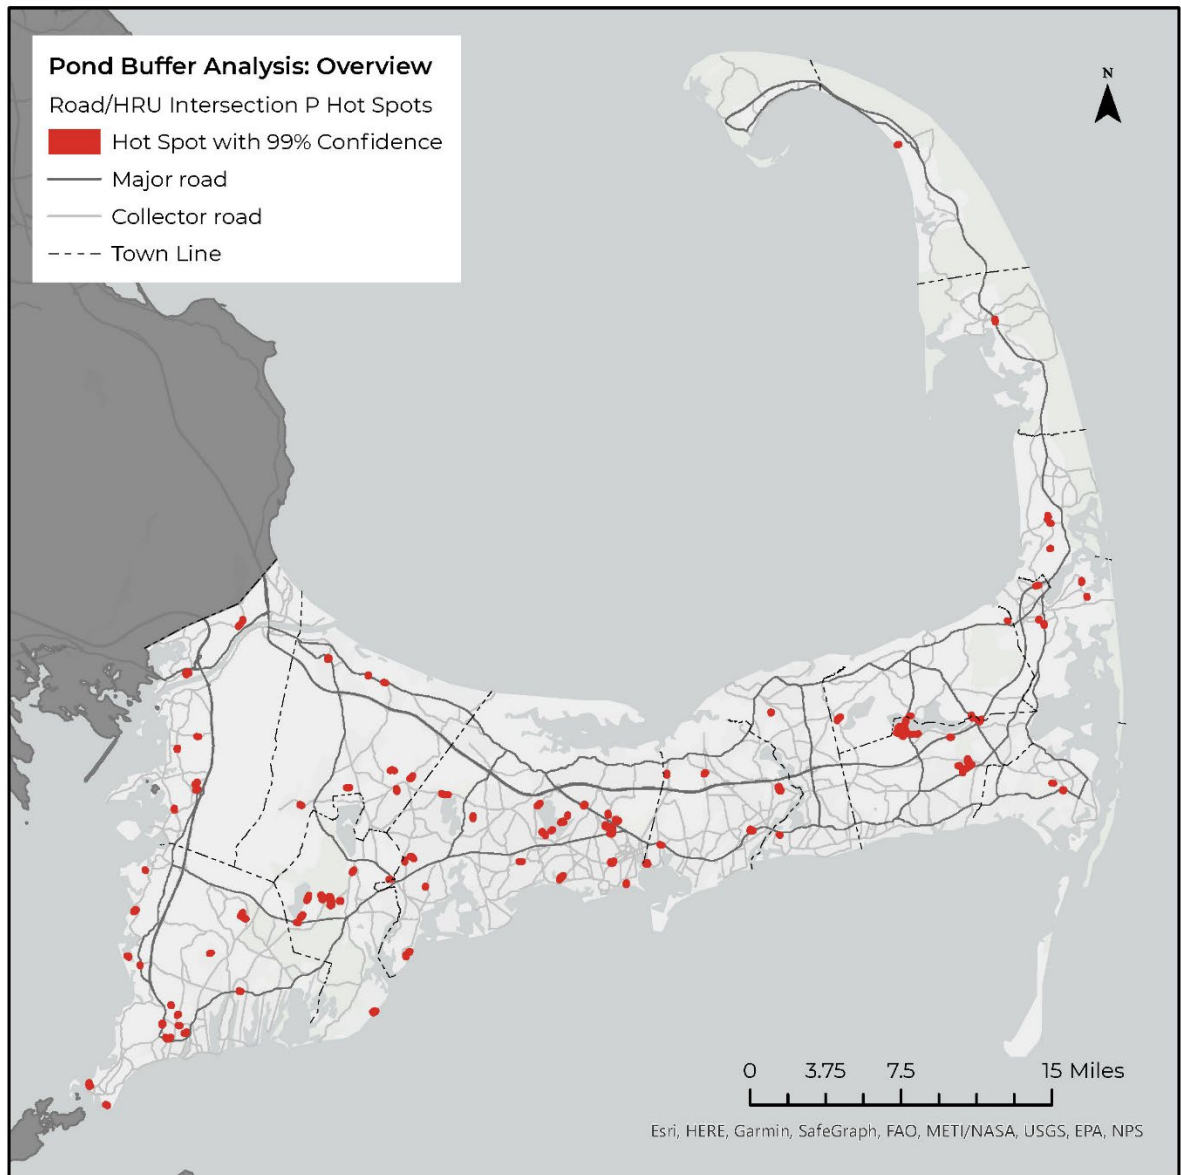 Pond Buffer Analysis: Overview
Road/HRU Intersection P Hot Spots
Hot Spot with 99% Confidence
Major road
Collector road
Town Line
N
0 3.75 7.5 15 Miles
Esri, HERE, Garmin, SafeGraph, FAO, METI/NASA, USGS, EPA, NPS